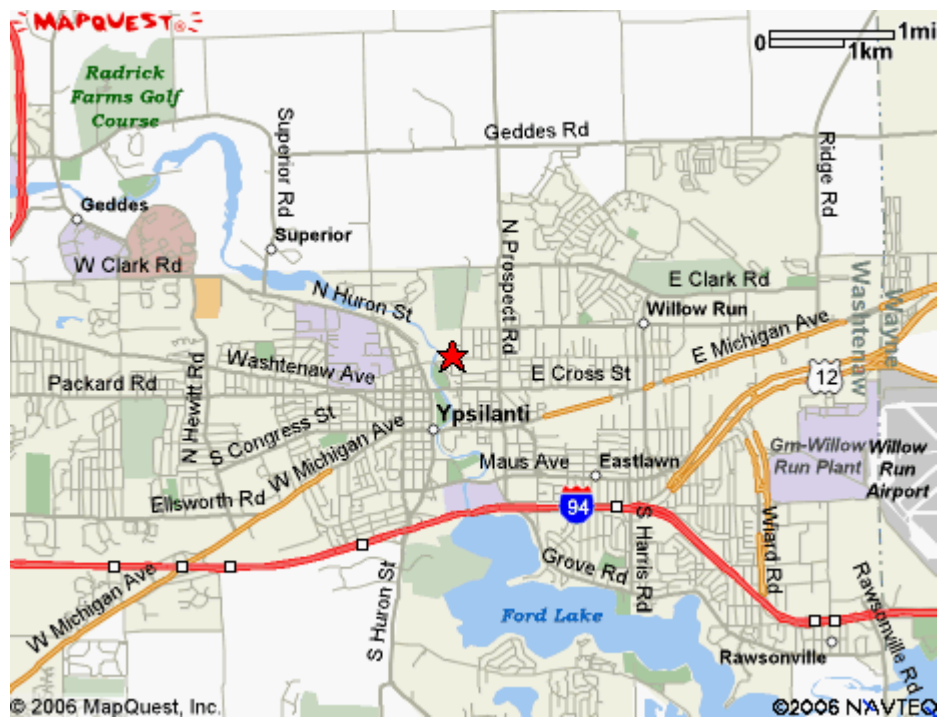 MAPQUEST®
0
1mi
1km
Radrick
Farms Golf
Course
Superior Rd
Geddes Rd
Ridge Rd
Geddes
Superior
N Prospect Rd
W Clark Rd
E Clark Rd
N Huron St
Willow Run
Washtenaw
Wayne
E Michigan Ave
Washtenaw Ave
E Cross St
12
Packard Rd
N Hewitt Rd
S Congress St
W Michigan Ave
Ypsilanti
Maus Ave
Eastlawn
Gm-Willow
Run Plant
Willow
Run
Airport
Ellsworth Rd
94
S Harris Rd
Wiard Rd
Grove Rd
W Michigan Ave
S Huron St
Ford Lake
Rawsonville
Rawsonville Rd
© 2006 MapQuest, Inc.
©2006 NAVTEQ